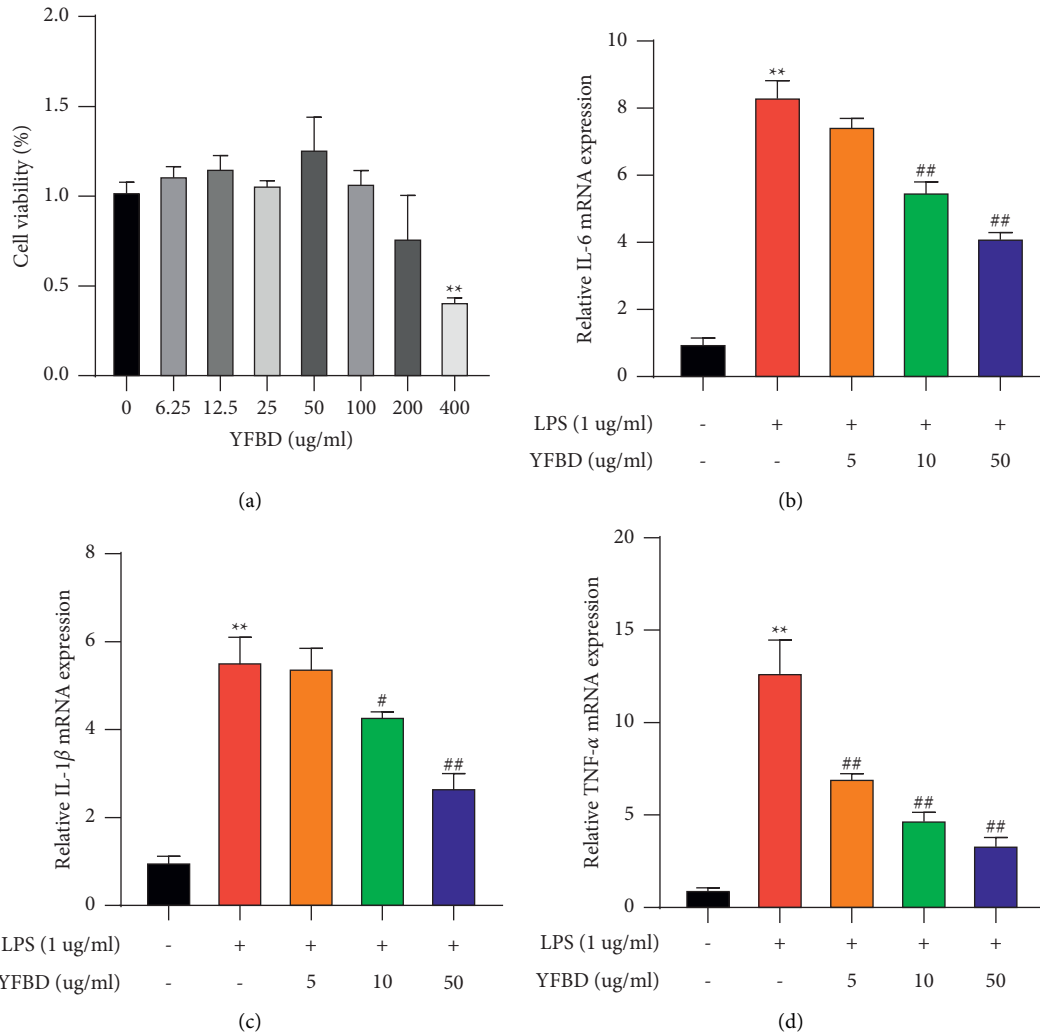 2.0
1.5
1.0
0.5
0.0
Cell viability (%)
**
0 6.25 12.5 25 50 100 200 400
YFBD (ug/ml)
(a)
10
8
6
4
2
0
Relative IL-6 mRNA expression
**
##
##
LPS (1 ug/ml) - + + + +
YFBD (ug/ml) - - 5 10 50
(b)
8
6
4
2
0
Relative IL-1β mRNA expression
**
#
##
LPS (1 ug/ml) - + + + +
YFBD (ug/ml) - - 5 10 50
(c)
20
15
10
5
0
Relative TNF-α mRNA expression
**
##
##
##
LPS (1 ug/ml) - + + + +
YFBD (ug/ml) - - 5 10 50
(d)